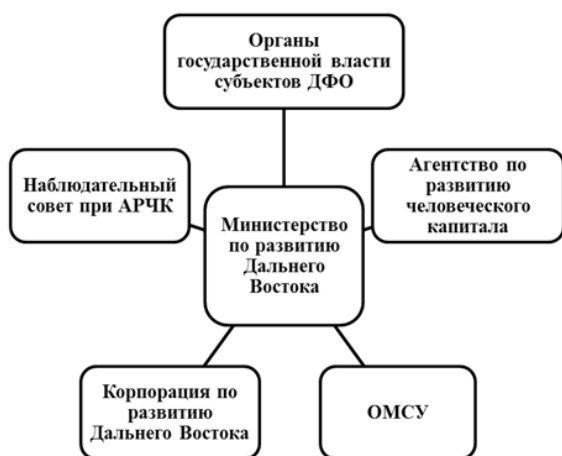 Органы
государственной власти
субъектов ДФО
Наблюдательный
совет при АРЧК
Агентство по
развитию
человеческого
капитала
Министерство
по развитию
Дальнего
Востока
Корпорация по
развитию
Дальнего Востока
ОМСУ